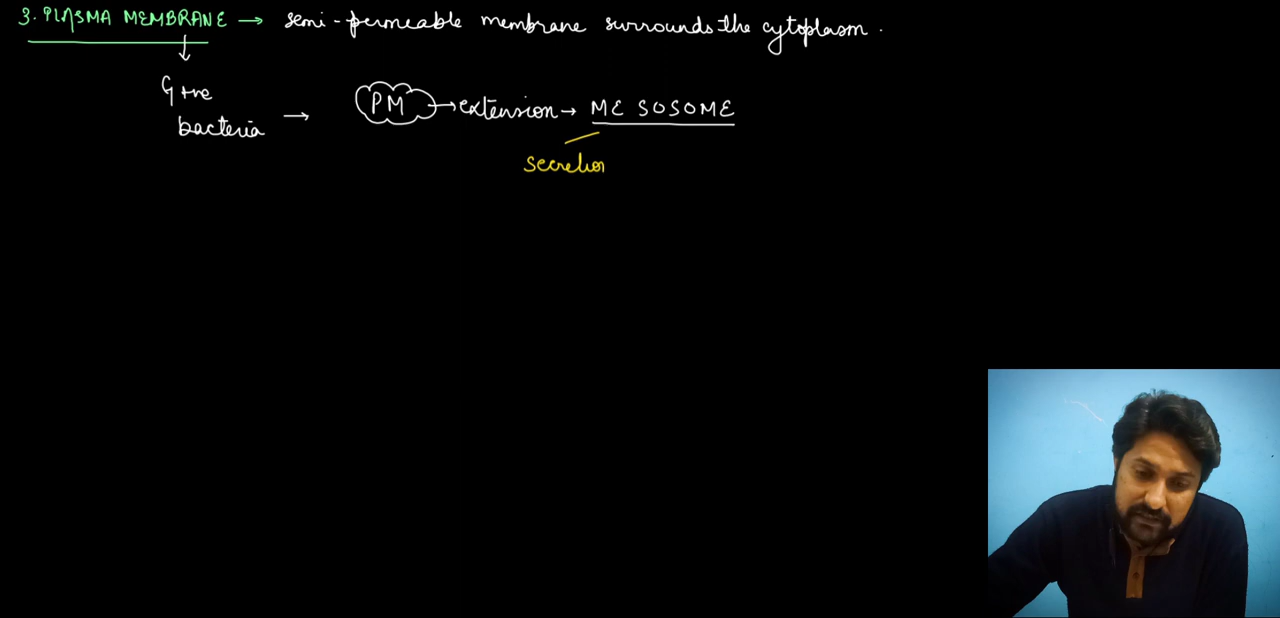 3. PLASMA MEMBRANE → semi-permeable membrane surrounds the cytoplasm.
G +ve
bacteria → PM → extension → MESOSOME
secretion